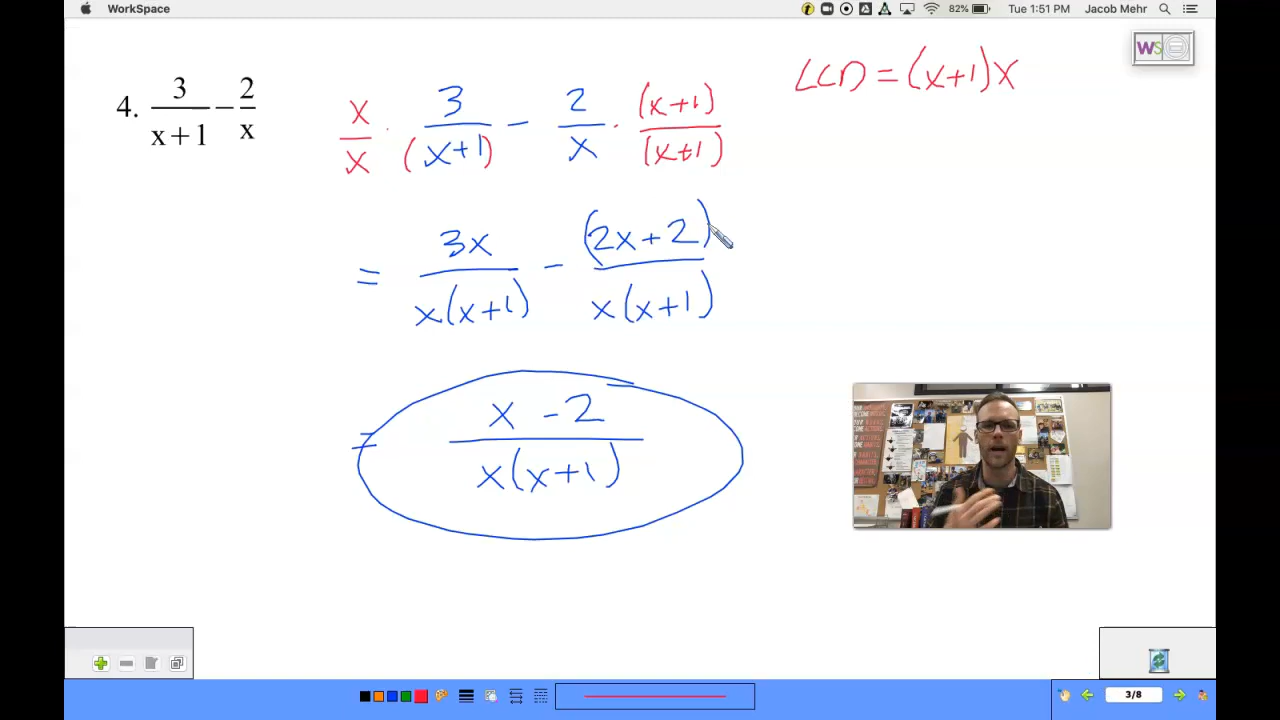 WorkSpace 82% Tue 1:51 PM Jacob Mehr
WS
LCD = (x+1)x
4. 3/(x+1) − 2/x
x/x · 3/(x+1) − 2/x · (x+1)/(x+1)
= 3x/x(x+1) − (2x+2)/x(x+1)
= x − 2/x(x+1)
3/8